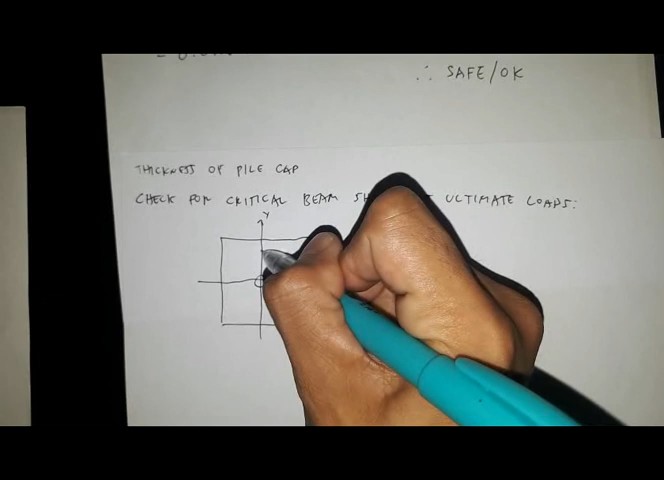 ∴ SAFE/OK
THICKNESS OF PILE CAP
CHECK FOR CRITICAL BEAM ULTIMATE LOADS:
Y